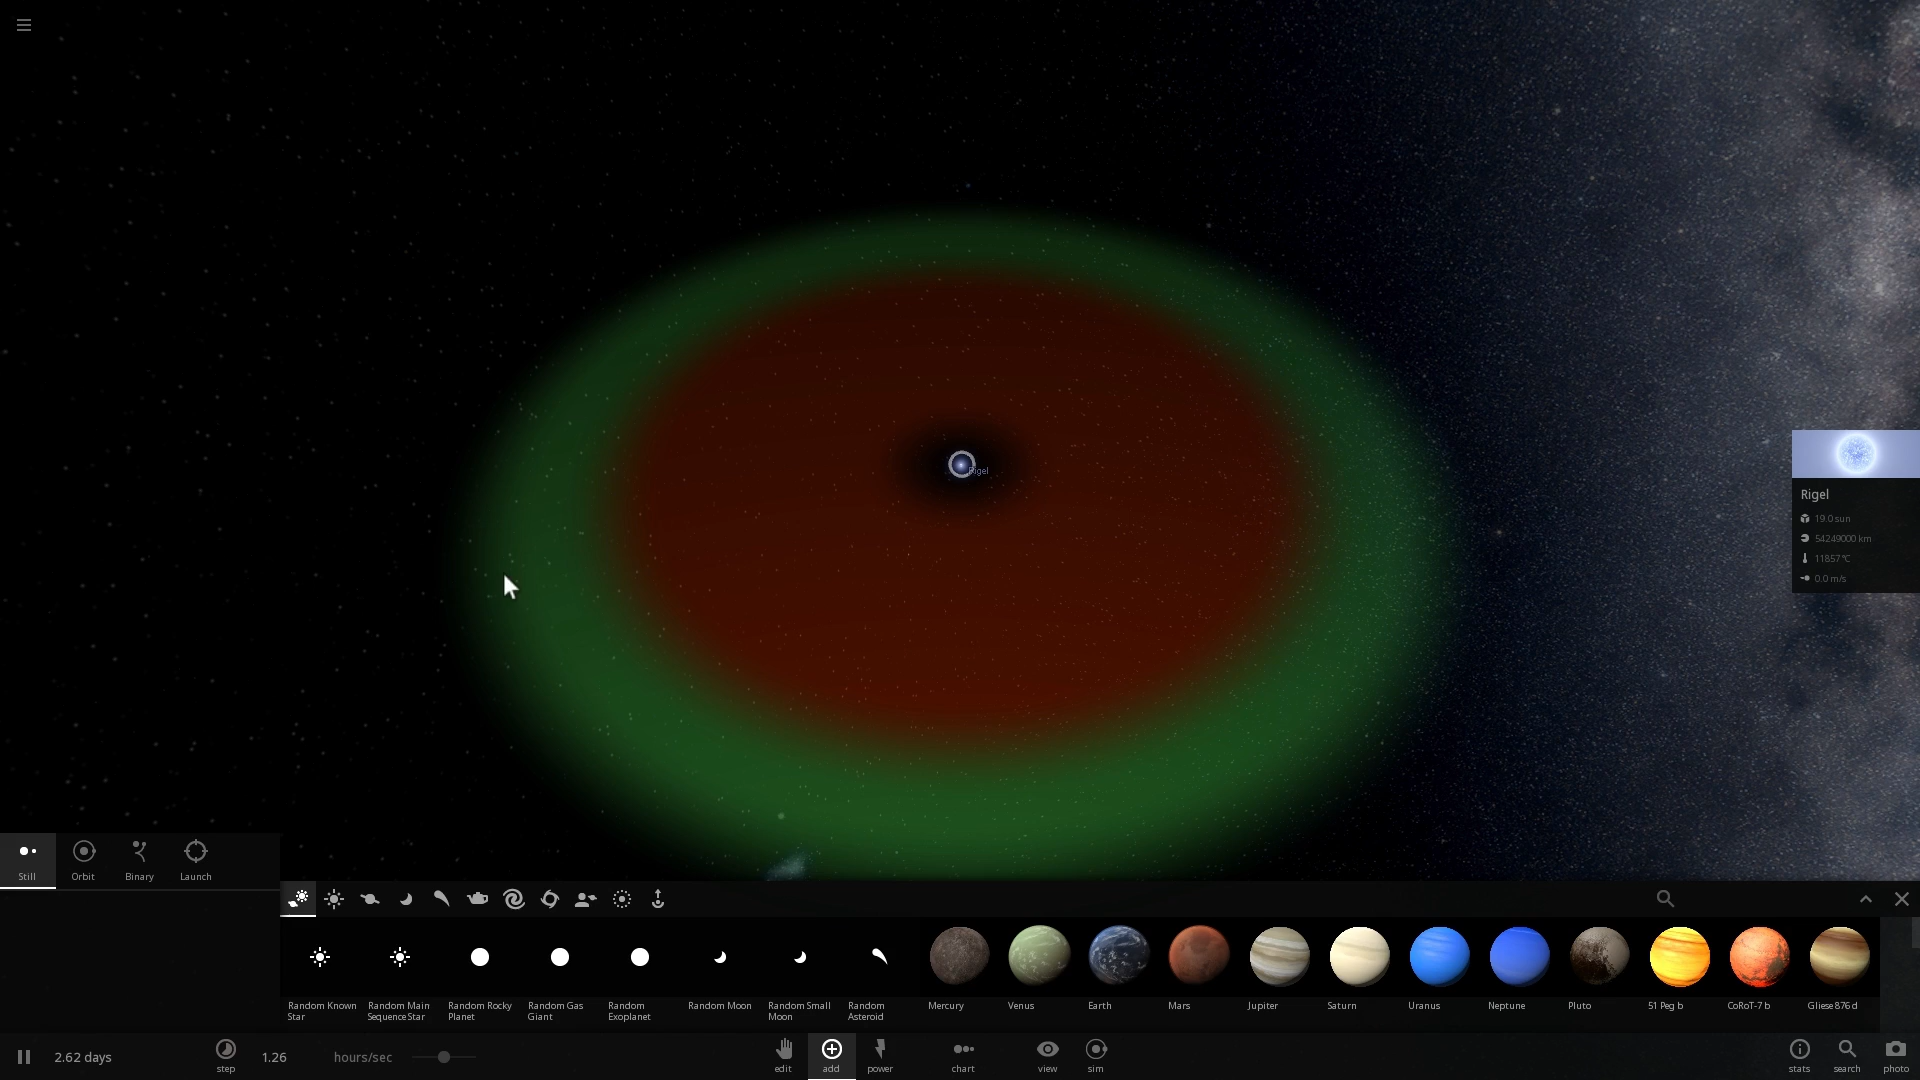 Rigel
Rigel
19.0 sun
54249000 km
11857 °C
0.0 m/s
Still
Orbit
Binary
Launch
Random Known
Star
Random Main
Sequence Star
Random Rocky
Planet
Random Gas
Giant
Random
Exoplanet
Random Moon
Random Small
Moon
Random
Asteroid
Mercury
Venus
Earth
Mars
Jupiter
Saturn
Uranus
Neptune
Pluto
51 Peg b
CoRoT-7 b
Gliese 876 d
2.62 days
step
1.26
hours/sec
edit
add
power
chart
view
sim
stats
search
photo